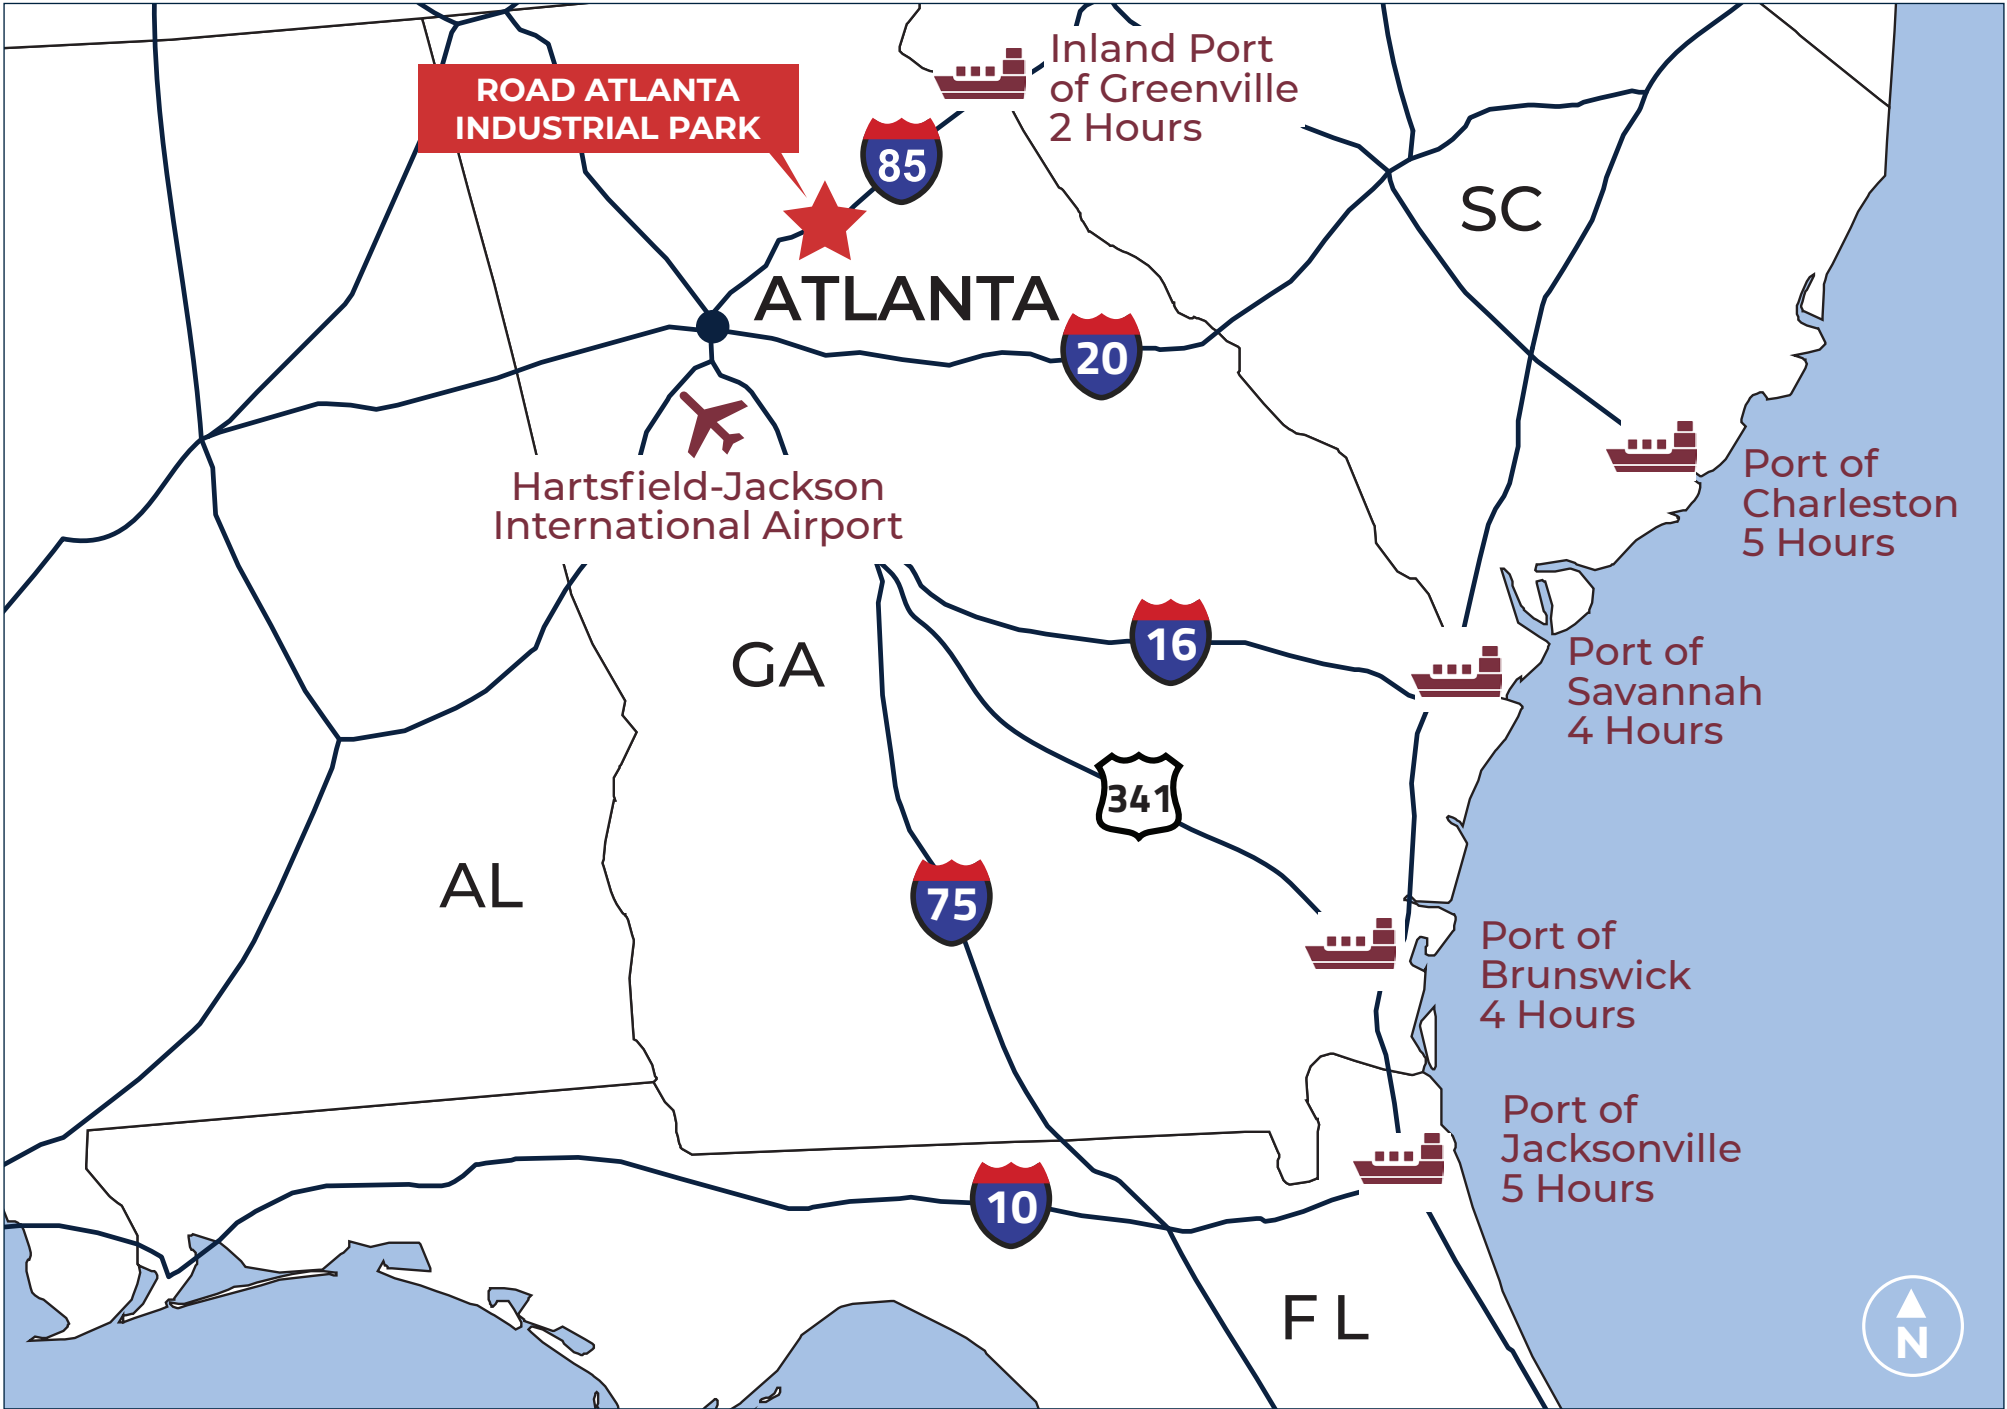 Inland Port
of Greenville
2 Hours
ROAD ATLANTA
INDUSTRIAL PARK
85
SC
ATLANTA
20
Port of
Charleston
5 Hours
Hartsfield-Jackson
International Airport
16
GA
Port of
Savannah
4 Hours
341
AL
75
Port of
Brunswick
4 Hours
Port of
Jacksonville
5 Hours
10
FL
N